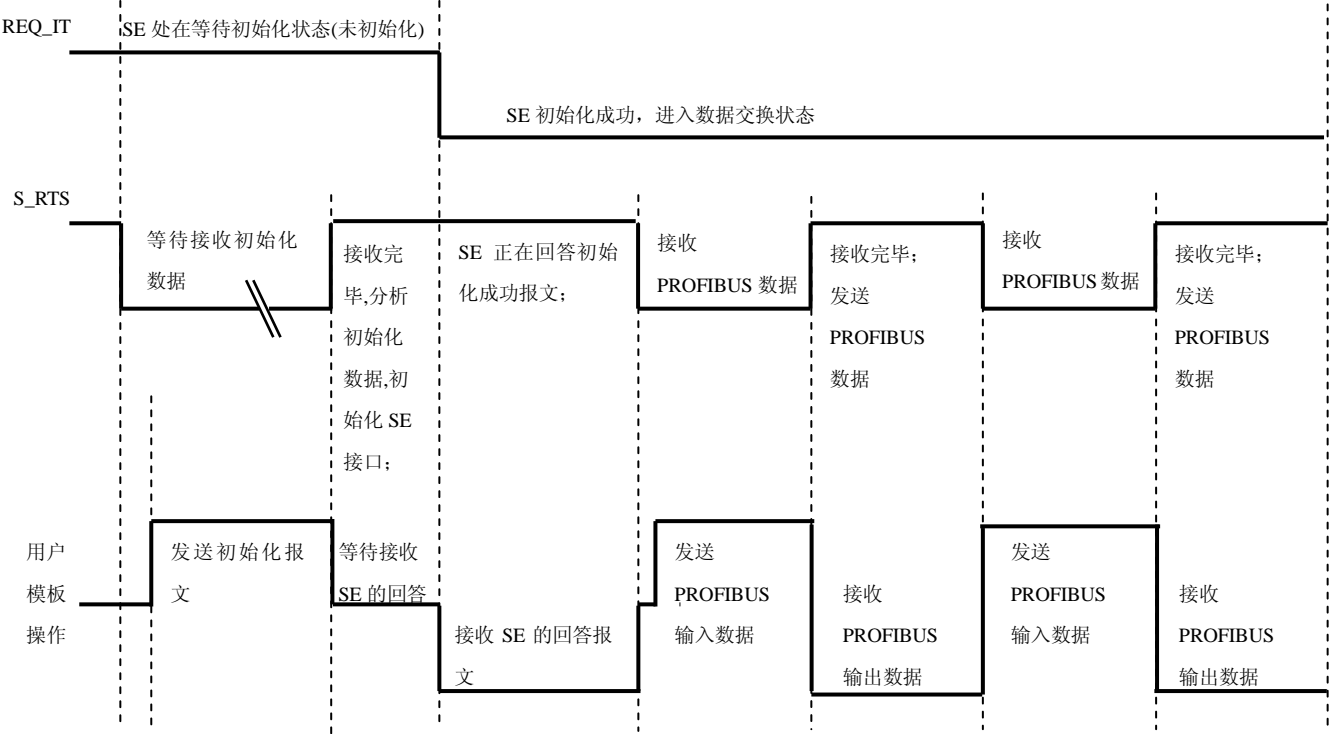 REQ_IT
SE 处在等待初始化状态(未初始化)
SE 初始化成功，进入数据交换状态
S_RTS
等待接收初始化
数据
接收完
毕,分析
初始化
数据,初
始化 SE
接口；
SE 正在回答初始
化成功报文；
接收
PROFIBUS 数据
接收完毕；
发送
PROFIBUS
数据
接收
PROFIBUS 数据
接收完毕；
发送
PROFIBUS
数据
用户
模板
操作
发送初始化报
文
等待接收
SE 的回答
接收 SE 的回答报
文
发送
PROFIBUS
输入数据
接收
PROFIBUS
输出数据
发送
PROFIBUS
输入数据
接收
PROFIBUS
输出数据